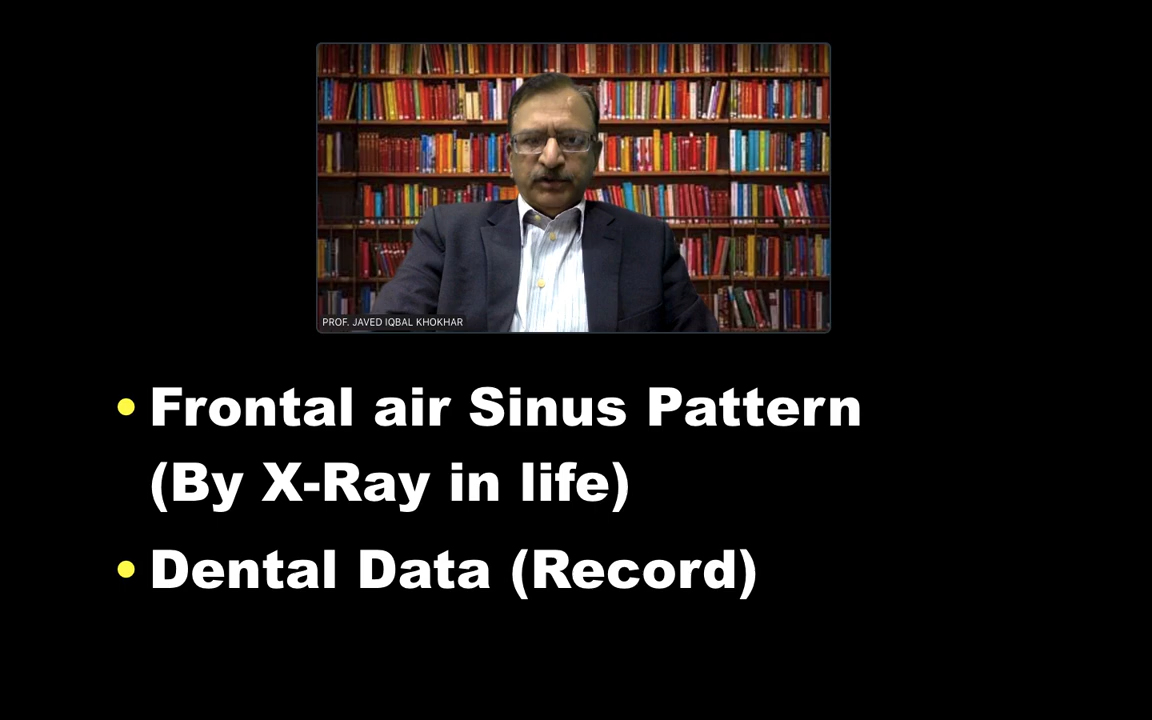 PROF. JAVED IQBAL KHOKHAR
• Frontal air Sinus Pattern
(By X-Ray in life)
• Dental Data (Record)